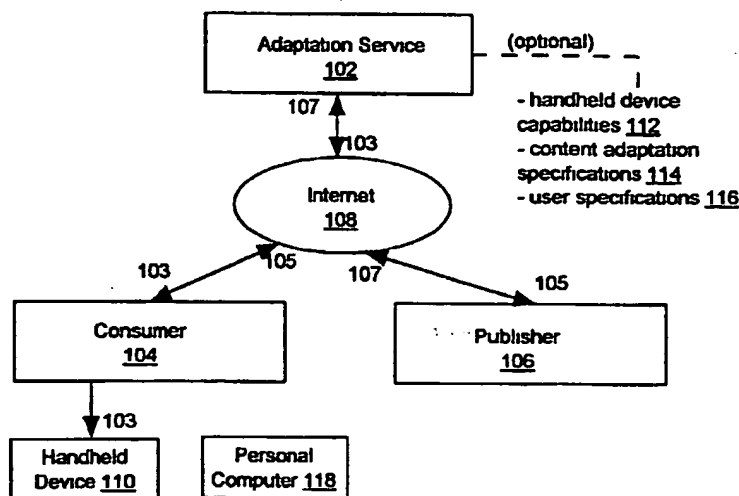 Adaptation Service
102
(optional)
- handheld device
capabilities 112
- content adaptation
specifications 114
- user specifications 116
107
103
Internet
108
103
105
107
105
Consumer
104
Publisher
106
103
Handheld
Device 110
Personal
Computer 118